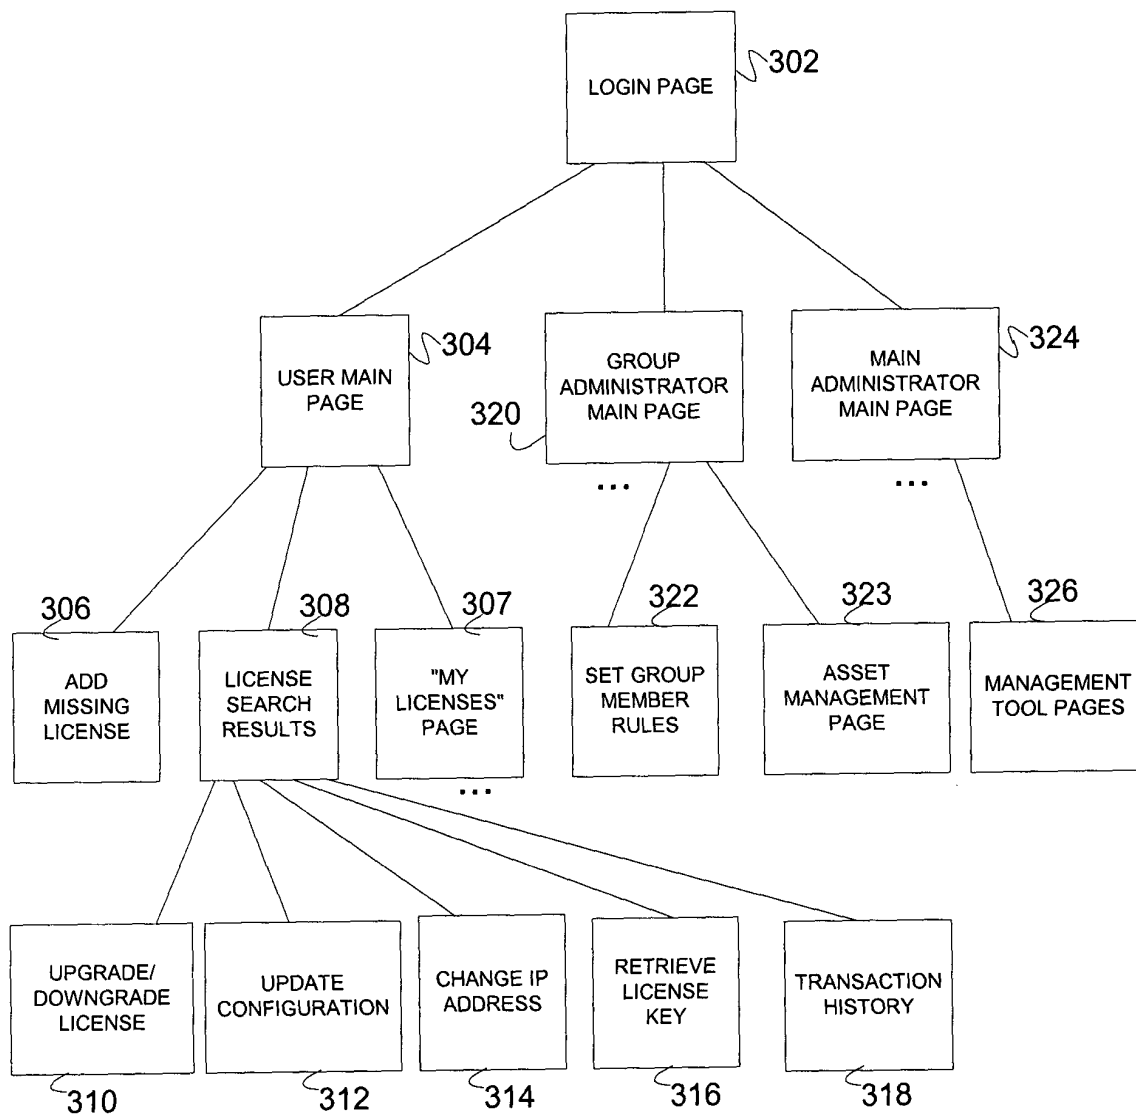 302
LOGIN PAGE
304
USER MAIN
PAGE
320
GROUP
ADMINISTRATOR
MAIN PAGE
...
324
MAIN
ADMINISTRATOR
MAIN PAGE
...
306
ADD
MISSING
LICENSE
308
LICENSE
SEARCH
RESULTS
307
"MY
LICENSES"
PAGE
...
322
SET GROUP
MEMBER
RULES
323
ASSET
MANAGEMENT
PAGE
326
MANAGEMENT
TOOL PAGES
UPGRADE/
DOWNGRADE
LICENSE
310
UPDATE
CONFIGURATION
312
CHANGE IP
ADDRESS
314
RETRIEVE
LICENSE
KEY
316
TRANSACTION
HISTORY
318